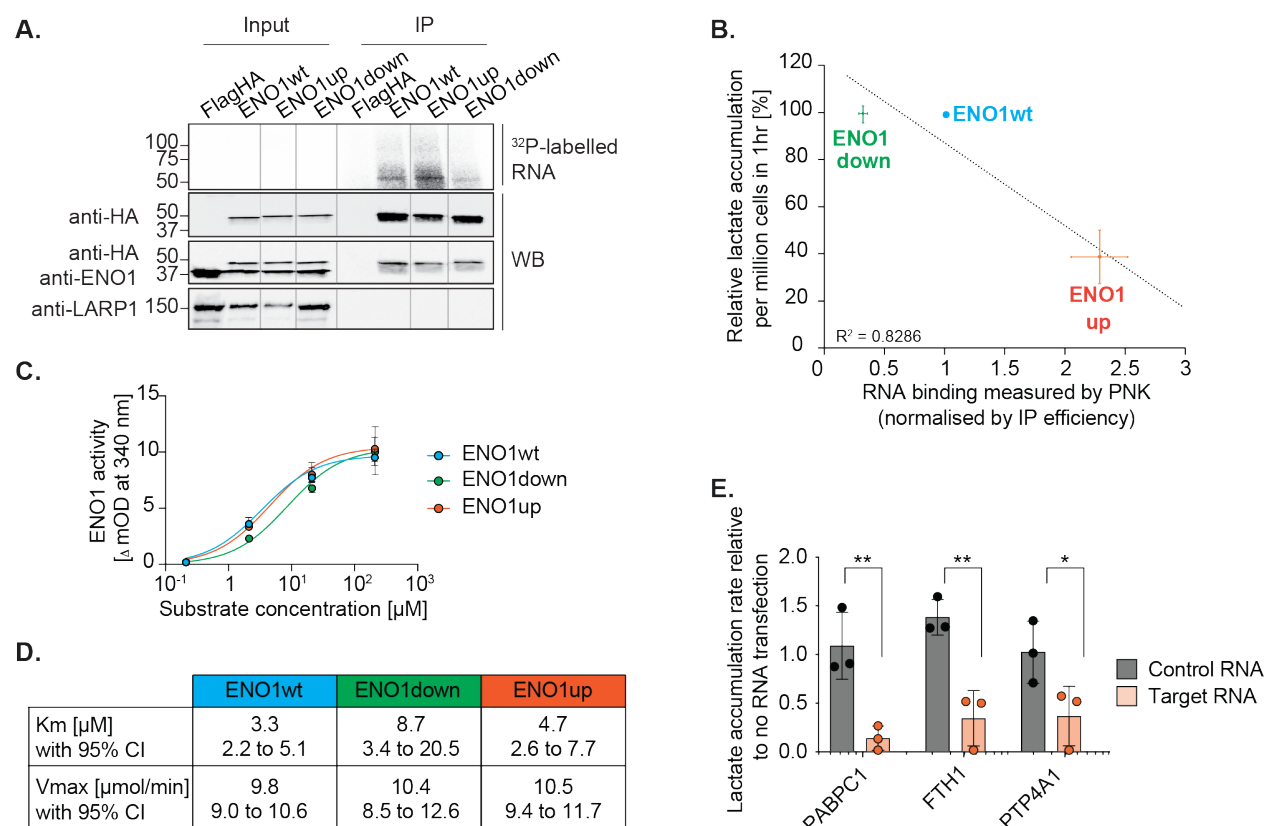 A.
Input
IP
FlagHA
ENO1wt
ENO1up
ENO1down
FlagHA
ENO1wt
ENO1up
ENO1down
100
75
50
32P-labelled
RNA
anti-HA
50
37
anti-HA
anti-ENO1
50
37
WB
anti-LARP1
150
B.
Relative lactate accumulation
per million cells in 1hr [%]
120
100
80
60
40
20
0
ENO1
down
ENO1wt
ENO1
up
R2 = 0.8286
0
0.5
1
1.5
2
2.5
3
RNA binding measured by PNK
(normalised by IP efficiency)
C.
ENO1 activity
[Δ mOD at 340 nm]
15
10
5
0
10-1
1
101
102
103
Substrate concentration [µM]
ENO1wt
ENO1down
ENO1up
D.
ENO1wt ENO1down ENO1up
Km [µM] 3.3 8.7 4.7
with 95% CI 2.2 to 5.1 3.4 to 20.5 2.6 to 7.7
Vmax [µmol/min] 9.8 10.4 10.5
with 95% CI 9.0 to 10.6 8.5 to 12.6 9.4 to 11.7
E.
Lactate accumulation rate relative
to no RNA transfection
2.0
1.5
1.0
0.5
0.0
**
**
*
PABPC1
FTH1
PTP4A1
Control RNA
Target RNA